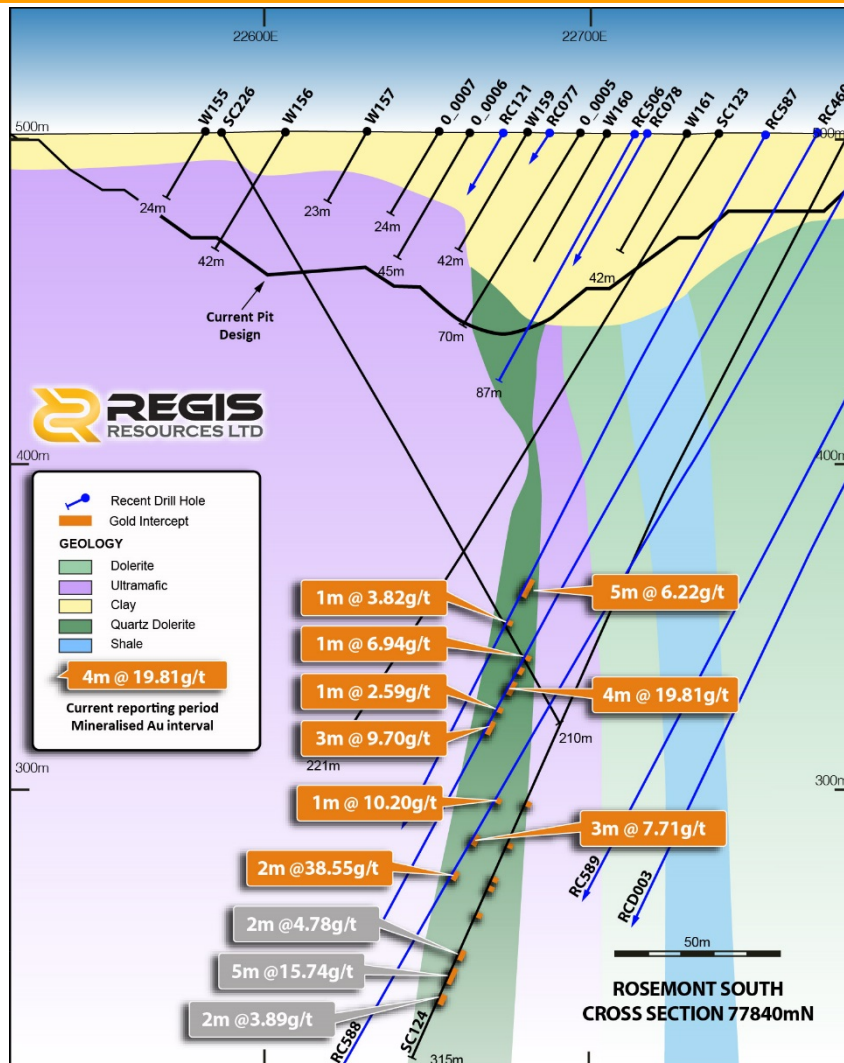 22600
22700
W155
SC226
W156
W157
0_0007
0_0006
RC121
W159
RC077
0_0005
W160
RC506
RC078
W161
SC123
RC587
RC460
500m
24m
42m
23m
24m
45m
42m
70m
87m
42m
Current Pit
Design
REGIS
RESOURCES LTD
400m
400m
Recent Drill Hole
Gold Intercept
GEOLOGY
Dolerite
Ultramafic
Clay
Quartz Dolerite
Shale
4m @ 19.81g/t
Current reporting period
Mineralised Au interval
1m @ 3.82g/t
5m @ 6.22g/t
1m @ 6.94g/t
1m @ 2.59g/t
4m @ 19.81g/t
3m @ 9.70g/t
210m
221m
300m
300m
1m @ 10.20g/t
3m @ 7.71g/t
2m @38.55g/t
RC589
RCD003
2m @4.78g/t
5m @15.74g/t
2m @3.89g/t
50m
ROSEMONT SOUTH
CROSS SECTION 77840mN
RC588
SC124
315m